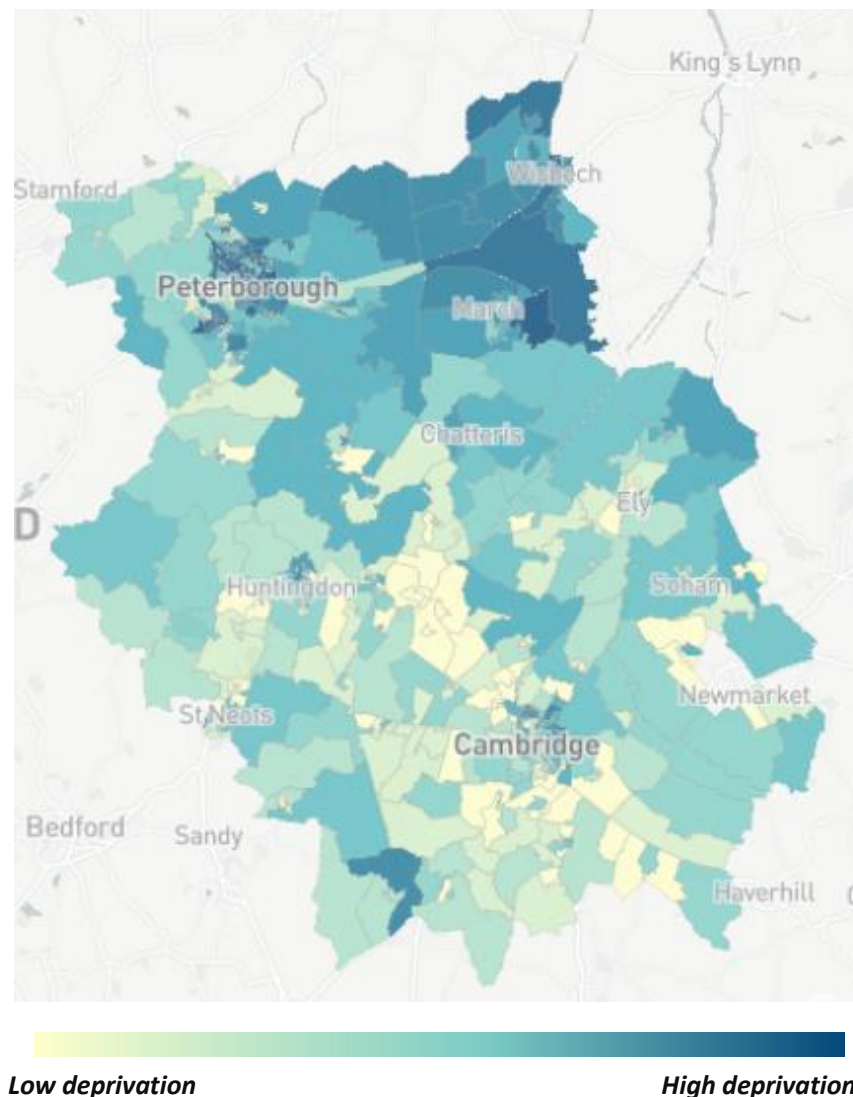 King's Lynn
Wisbech
Stamford
Peterborough
March
Chatteris
Ely
D
Huntingdon
Soham
Newmarket
St Neots
Cambridge
Bedford
Sandy
Haverhill
Low deprivation
High deprivation